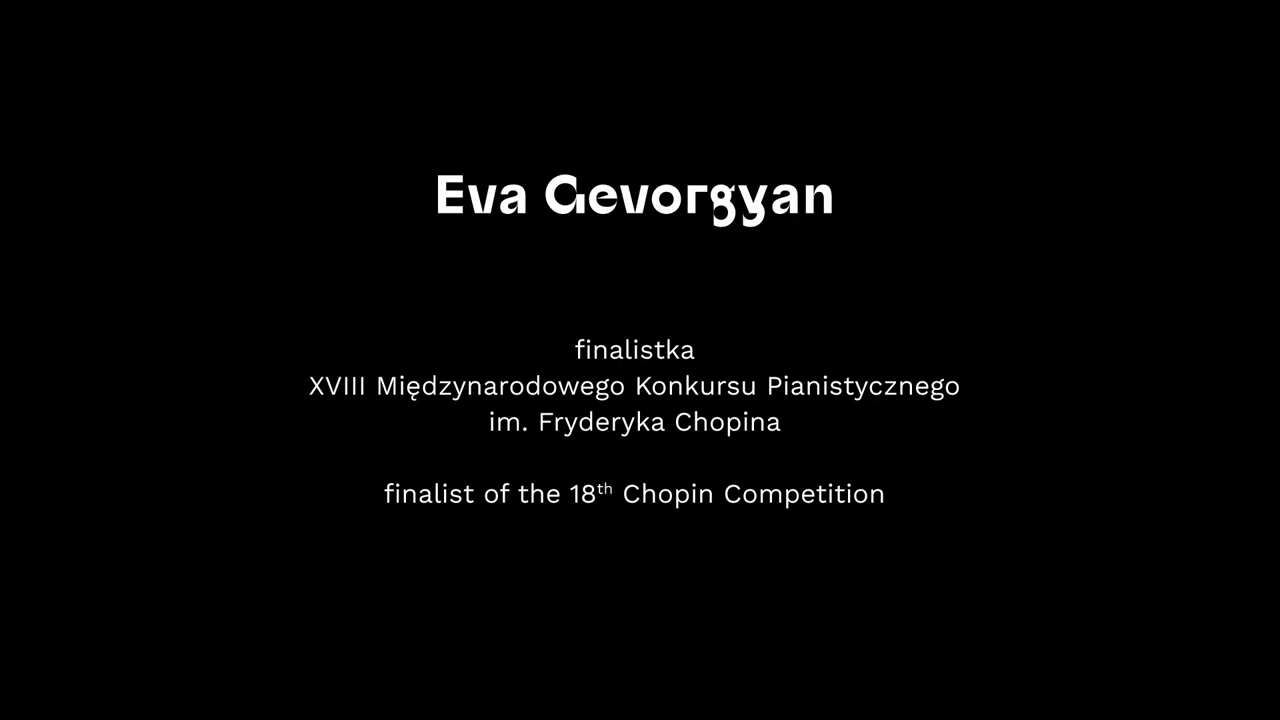 Eva Gevorgyan
finalistka
XVIII Międzynarodowego Konkursu Pianistycznego
im. Fryderyka Chopina
finalist of the 18th Chopin Competition